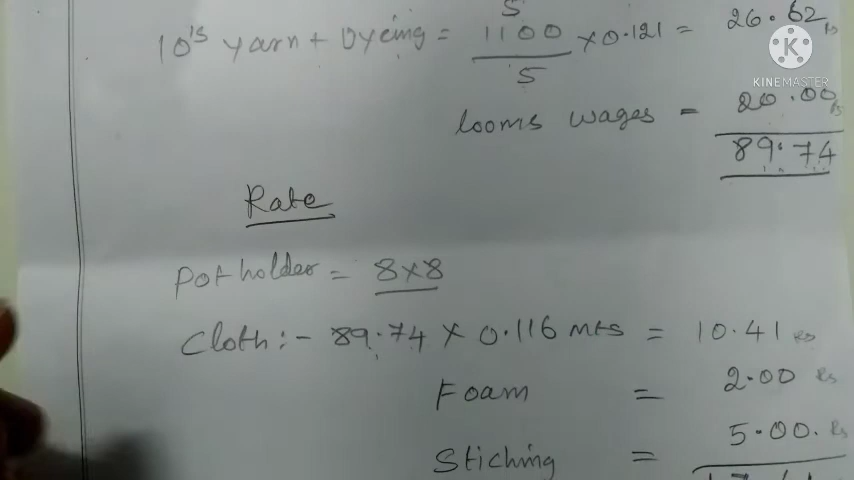 5
10's yarn + Dyeing = 1100 × 0.121 = 26.62 Rs
5
KINEMASTER
looms wages = 20.00 Rs
89.74
Rate
Pot holder = 8×8
Cloth :- 89.74 × 0.116 mts = 10.41 Rs
Foam = 2.00 Rs
Stiching = 5.00. Rs